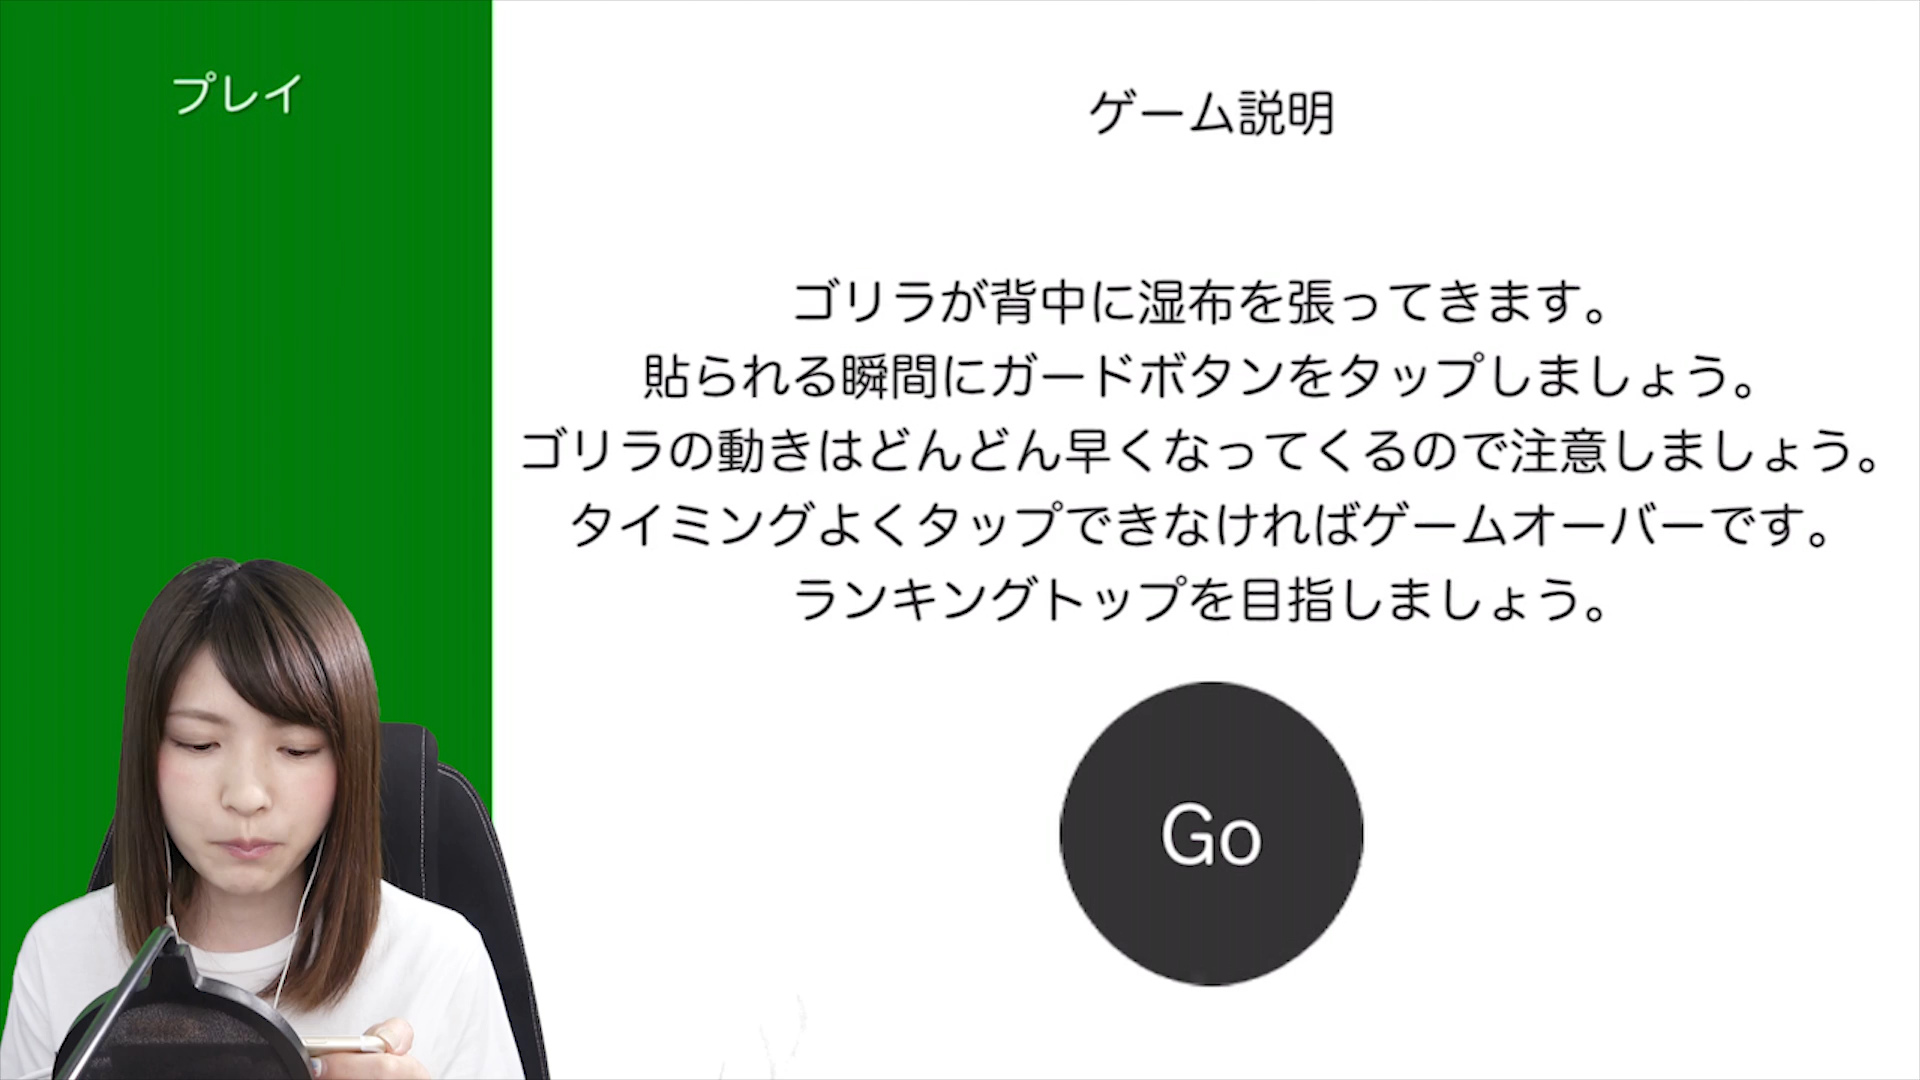 プレイ
ゲーム説明
ゴリラが背中に湿布を張ってきます。
貼られる瞬間にガードボタンをタップしましょう。
ゴリラの動きはどんどん早くなってくるので注意しましょう。
タイミングよくタップできなければゲームオーバーです。
ランキングトップを目指しましょう。
Go